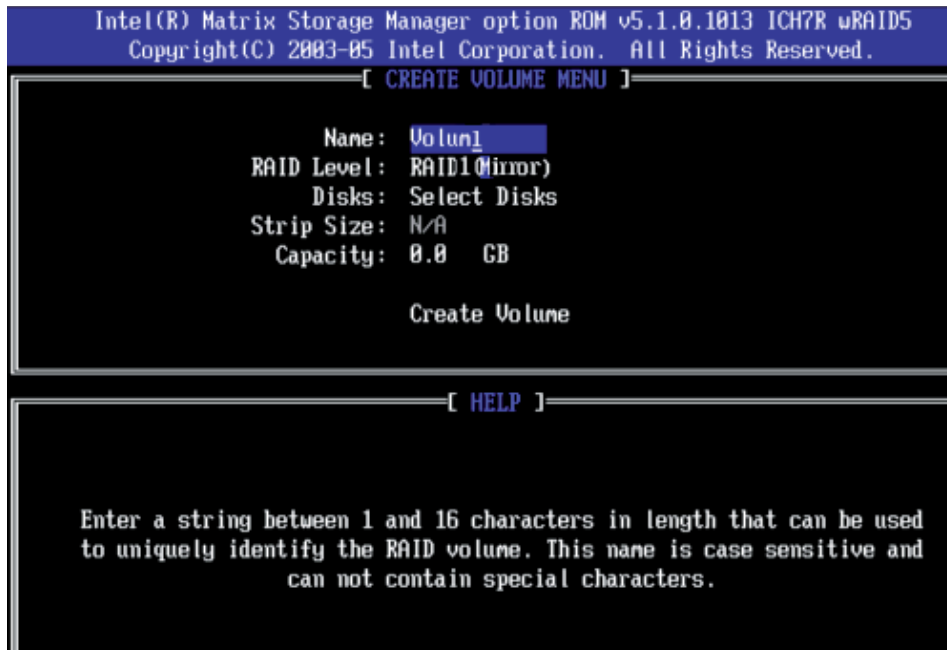 Intel(R) Matrix Storage Manager option ROM v5.1.0.1013 ICH7R wRAID5
Copyright(C) 2003-05 Intel Corporation. All Rights Reserved.
[ CREATE VOLUME MENU ]
Name: Volum1
RAID Level: RAID1(Mirror)
Disks: Select Disks
Strip Size: N/A
Capacity: 0.0 GB
Create Volume
[ HELP ]
Enter a string between 1 and 16 characters in length that can be used
to uniquely identify the RAID volume. This name is case sensitive and
can not contain special characters.